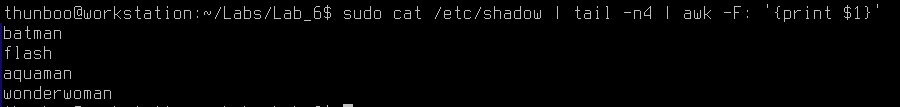 thunboo@workstation:~/Labs/Lab_6$ sudo cat /etc/shadow | tail -n4 | awk -F: '{print $1}'
batman
flash
aquaman
wonderwoman